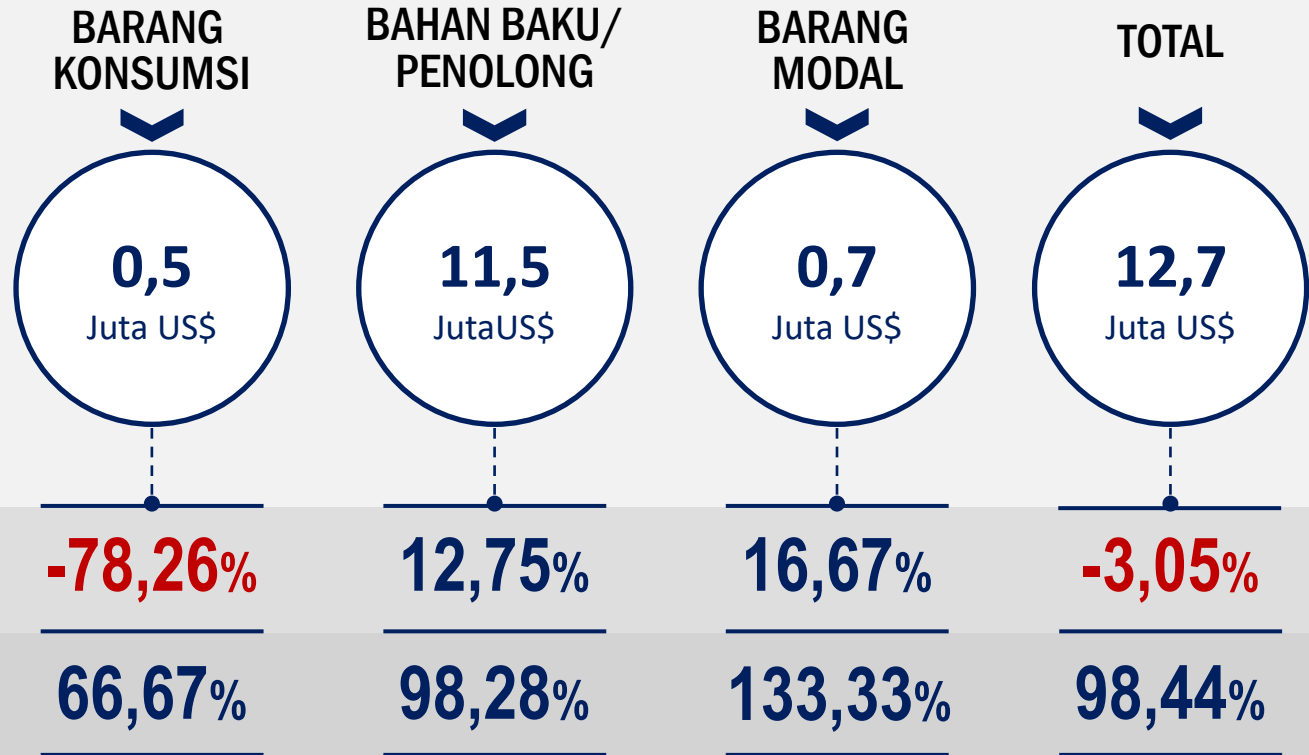 BARANG
KONSUMSI
BAHAN BAKU/
PENOLONG
BARANG
MODAL
TOTAL
0,5
Juta US$
11,5
JutaUS$
0,7
Juta US$
12,7
Juta US$
-78,26%
12,75%
16,67%
-3,05%
66,67%
98,28%
133,33%
98,44%